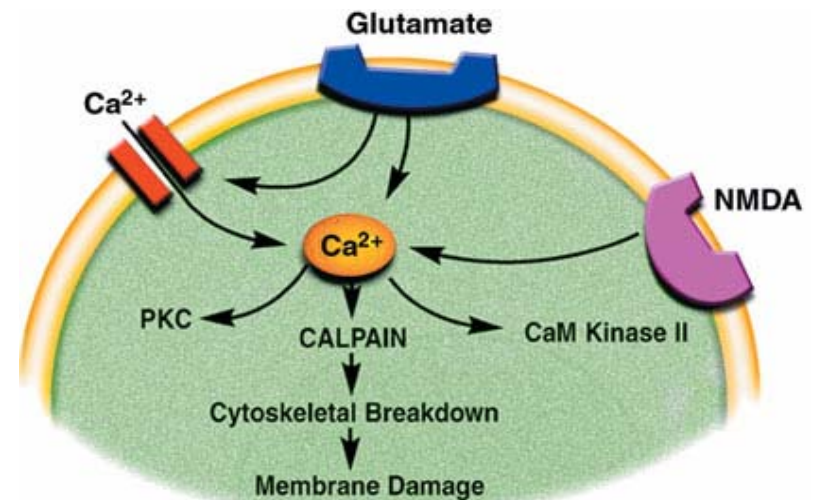 Glutamate
Ca²⁺
NMDA
Ca²⁺
PKC
CALPAIN
CaM Kinase II
Cytoskeletal Breakdown
Membrane Damage